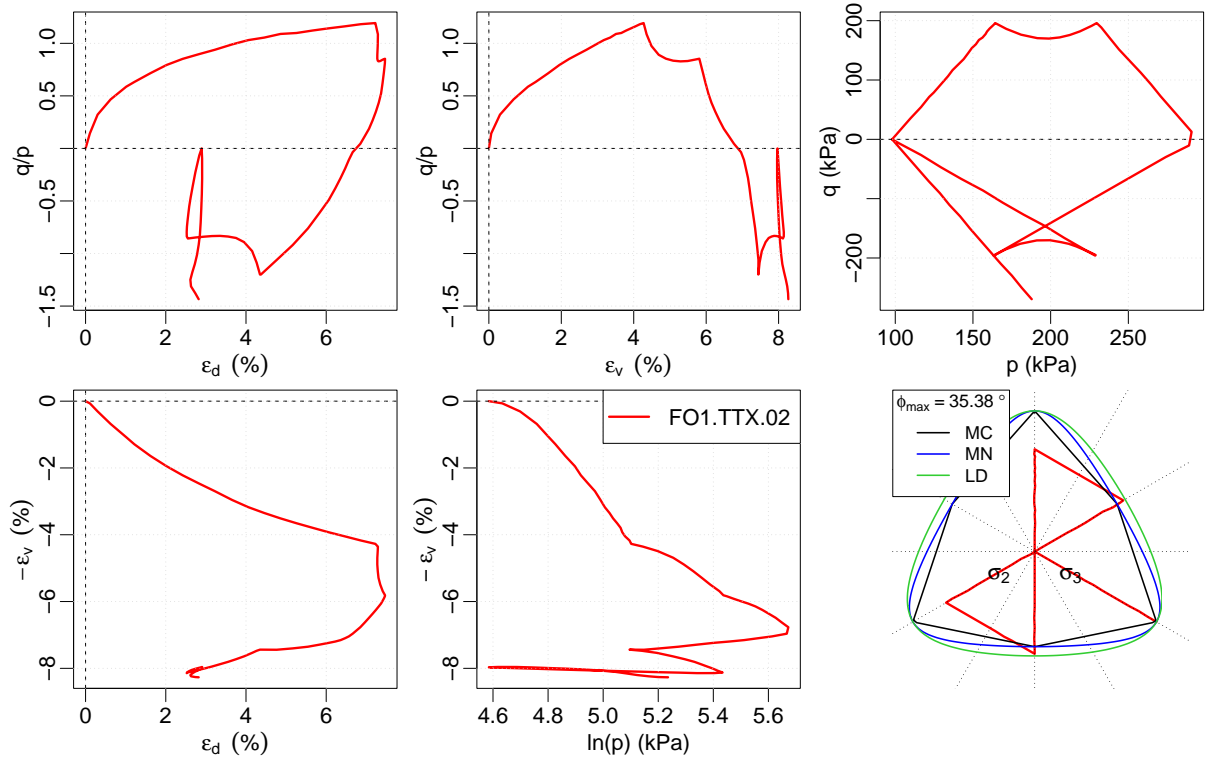 q/p
1.0
0.5
−0.5
−1.5
0
2
4
6
εd (%)
q/p
1.0
0.5
−0.5
−1.5
0
2
4
6
8
εv (%)
q (kPa)
200
100
0
−200
100
150
200
250
p (kPa)
− εv (%)
0
−2
−4
−6
−8
0
2
4
6
εd (%)
− εv (%)
0
−2
−4
−6
−8
FO1.TTX.02
4.6
4.8
5.0
5.2
5.4
5.6
ln(p) (kPa)
ϕmax = 35.38 °
MC
MN
LD
σ2
σ3